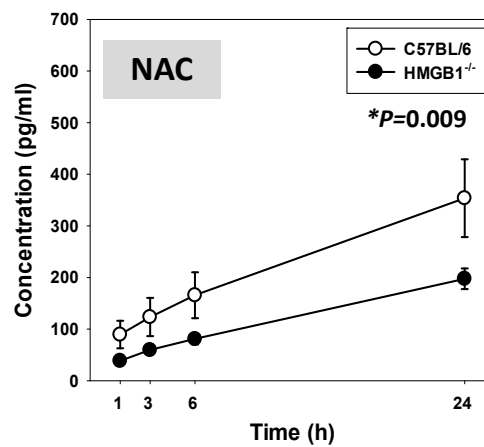 700
600
500
400
300
200
100
0
Concentration (pg/ml)
NAC
C57BL/6
HMGB1-/-
*P=0.009
1 3 6 24
Time (h)